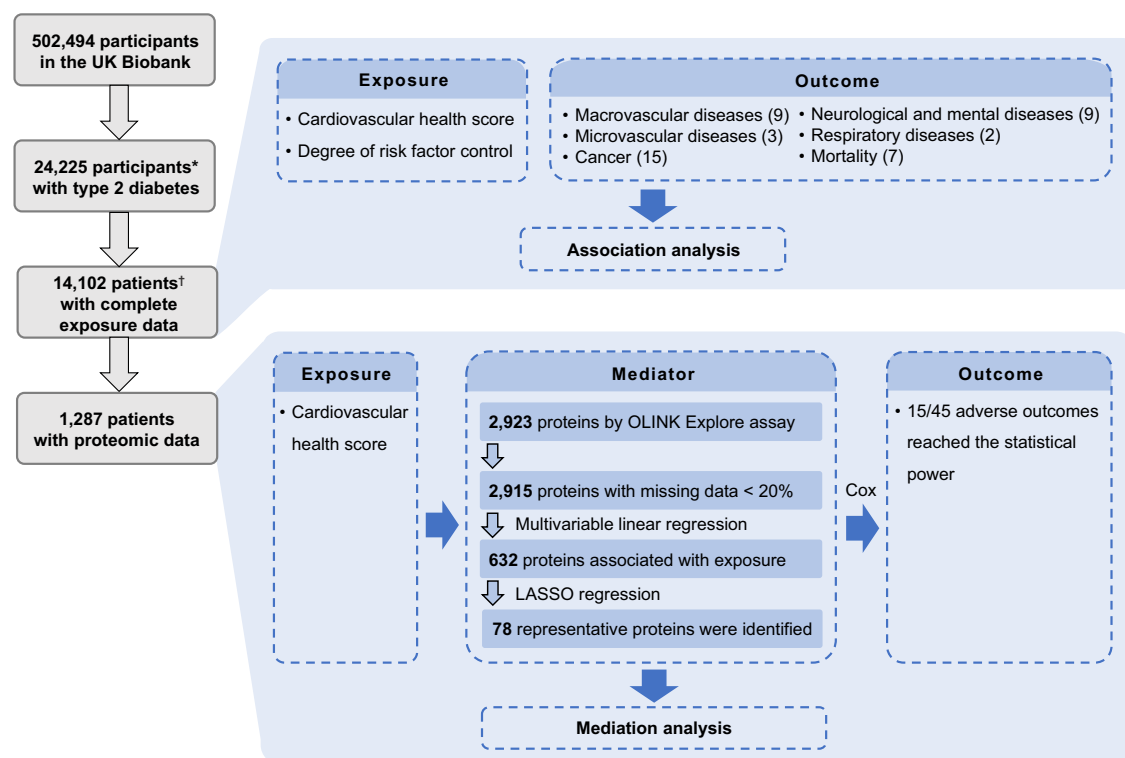 502,494 participants
in the UK Biobank
24,225 participants*
with type 2 diabetes
14,102 patients†
with complete
exposure data
1,287 patients
with proteomic data
Exposure
• Cardiovascular health score
• Degree of risk factor control
Outcome
• Macrovascular diseases (9)
• Microvascular diseases (3)
• Cancer (15)
• Neurological and mental diseases (9)
• Respiratory diseases (2)
• Mortality (7)
Association analysis
Exposure
• Cardiovascular
health score
Mediator
2,923 proteins by OLINK Explore assay
2,915 proteins with missing data < 20%
Multivariable linear regression
632 proteins associated with exposure
LASSO regression
78 representative proteins were identified
Cox
Outcome
• 15/45 adverse outcomes
reached the statistical
power
Mediation analysis